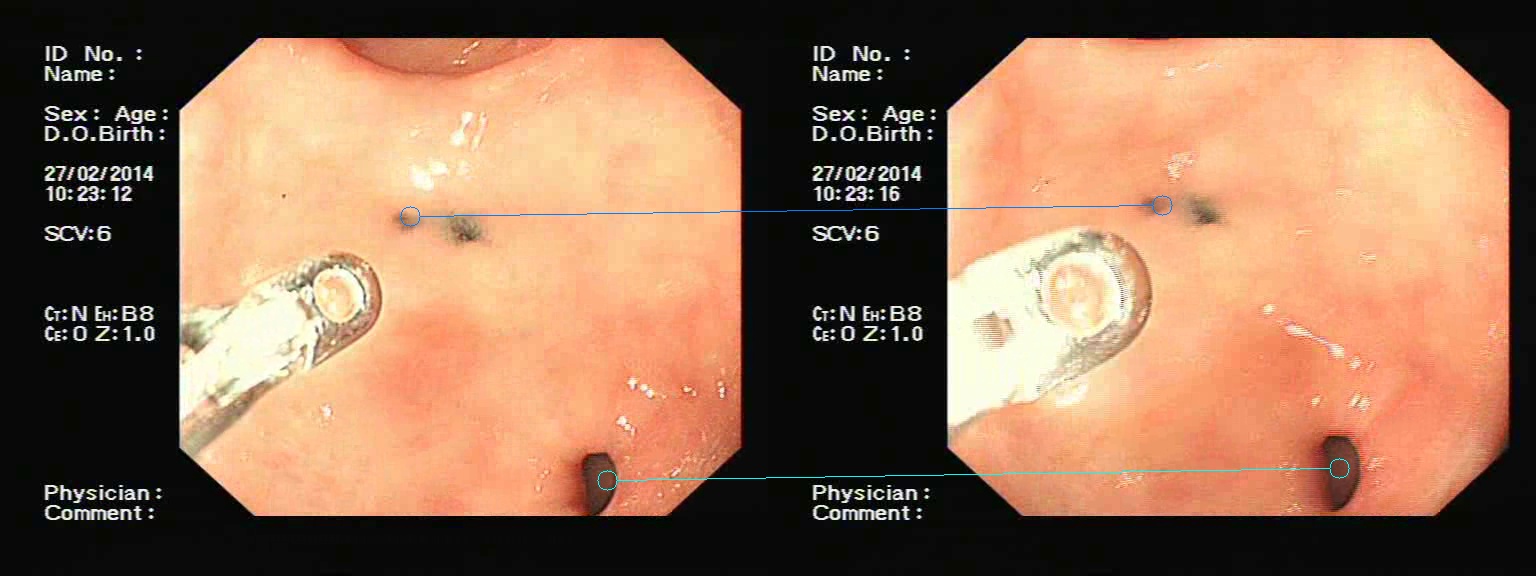 ID No. :
Name :
Sex : Age :
D.O.Birth :
27/02/2014
10:23:12
SCV:6
CT:N EH:B8
CE:0 Z:1.0
Physician :
Comment :
ID No. :
Name :
Sex : Age :
D.O.Birth :
27/02/2014
10:23:16
SCV:6
CT:N EH:B8
CE:0 Z:1.0
Physician :
Comment :